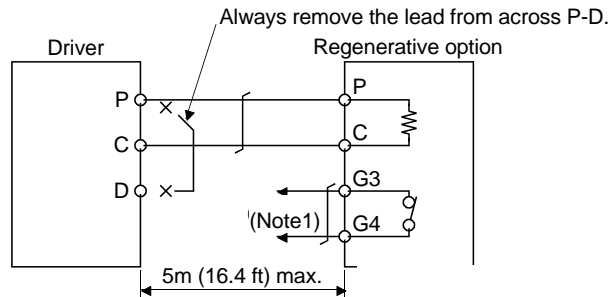 Always remove the lead from across P-D.
Driver
Regenerative option
P
P
C
C
D
G3
(Note1)
G4
5m (16.4 ft) max.